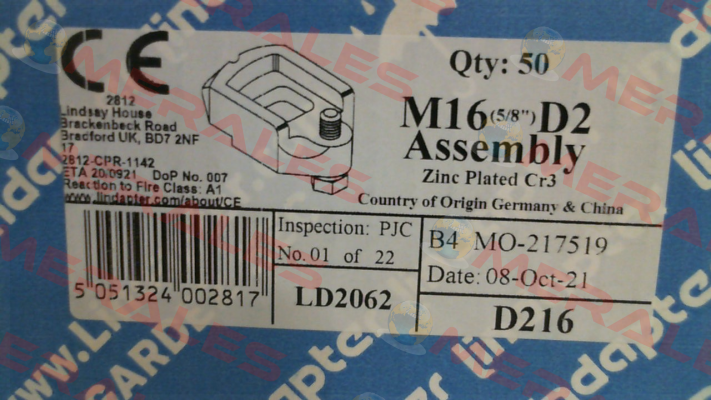 CE
2812
Lindsay House
Brackenbeck Road
Bradford UK, BD7 2NF
17
2812-CPR-1142
ETA 20/0921 DoP No. 007
Reaction to Fire Class: A1
www.lindapter.com/about/CE
Qty: 50
M16(5/8") D2
Assembly
Zinc Plated Cr3
Country of Origin Germany & China
Inspection: PJC
No. 01 of 22
B4 MO-217519
Date: 08-Oct-21
5 051324 002817
LD2062
D216
MERALES